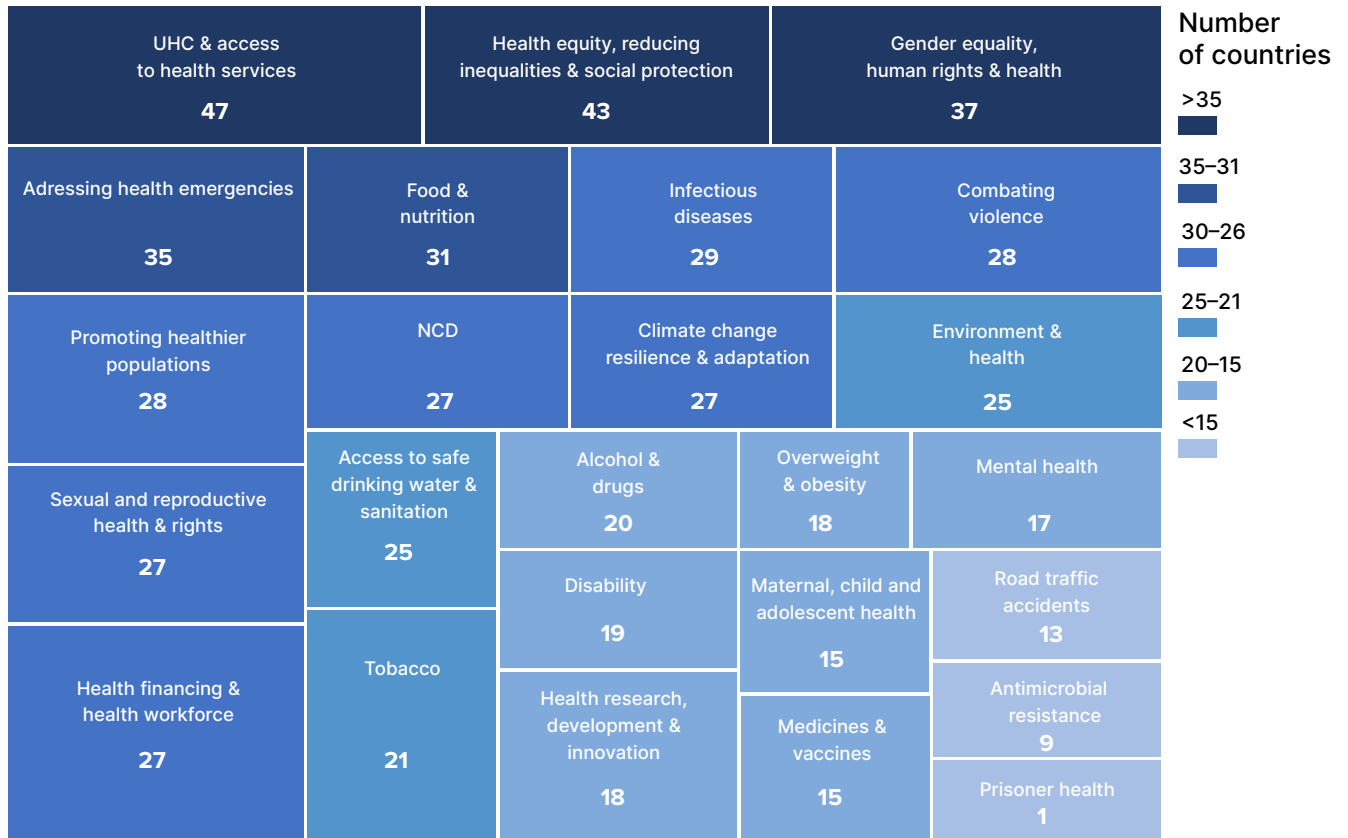 UHC & access
to health services
47
Health equity, reducing
inequalities & social protection
43
Gender equality,
human rights & health
37
Adressing health emergencies
35
Food &
nutrition
31
Infectious
diseases
29
Combating
violence
28
Promoting healthier
populations
28
NCD
27
Climate change
resilience & adaptation
27
Environment &
health
25
Sexual and reproductive
health & rights
27
Health financing &
health workforce
27
Access to safe
drinking water &
sanitation
25
Tobacco
21
Alcohol &
drugs
20
Overweight
& obesity
18
Mental health
17
Disability
19
Maternal, child and
adolescent health
15
Road traffic
accidents
13
Health research,
development &
innovation
18
Medicines &
vaccines
15
Antimicrobial
resistance
9
Prisoner health
1
Number
of countries
>35
35–31
30–26
25–21
20–15
<15